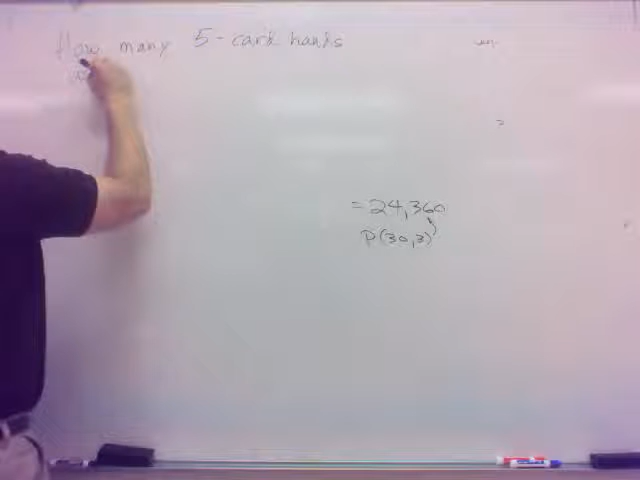 How many 5-card hands
= 24,360
P(30,3)